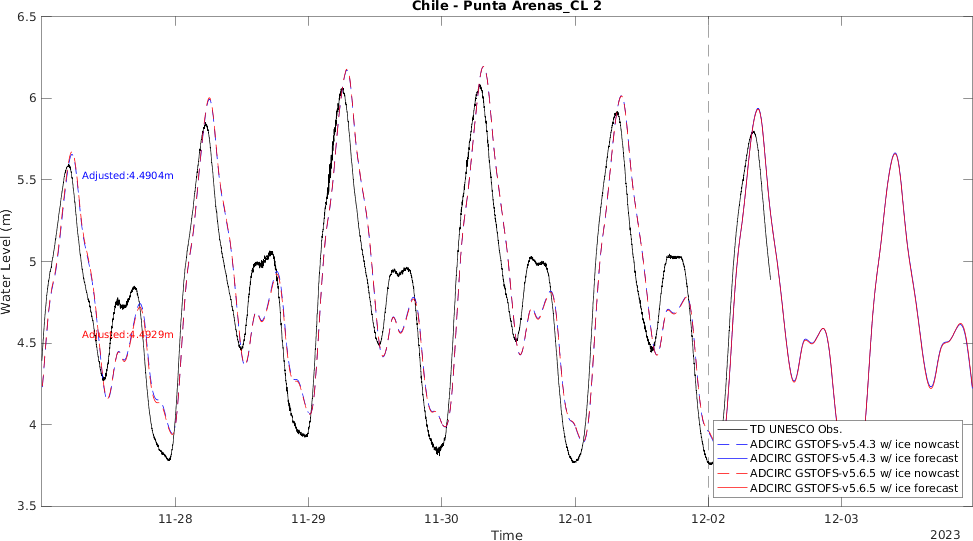 Chile - Punta Arenas_CL 2
6.5
6
5.5
5
4.5
4
3.5
Water Level (m)
Adjusted:4.4904m
Adjusted:4.4929m
TD UNESCO Obs.
ADCIRC GSTOFS-v5.4.3 w/ ice nowcast
ADCIRC GSTOFS-v5.4.3 w/ ice forecast
ADCIRC GSTOFS-v5.6.5 w/ ice nowcast
ADCIRC GSTOFS-v5.6.5 w/ ice forecast
11-28
11-29
11-30
12-01
12-02
12-03
Time
2023